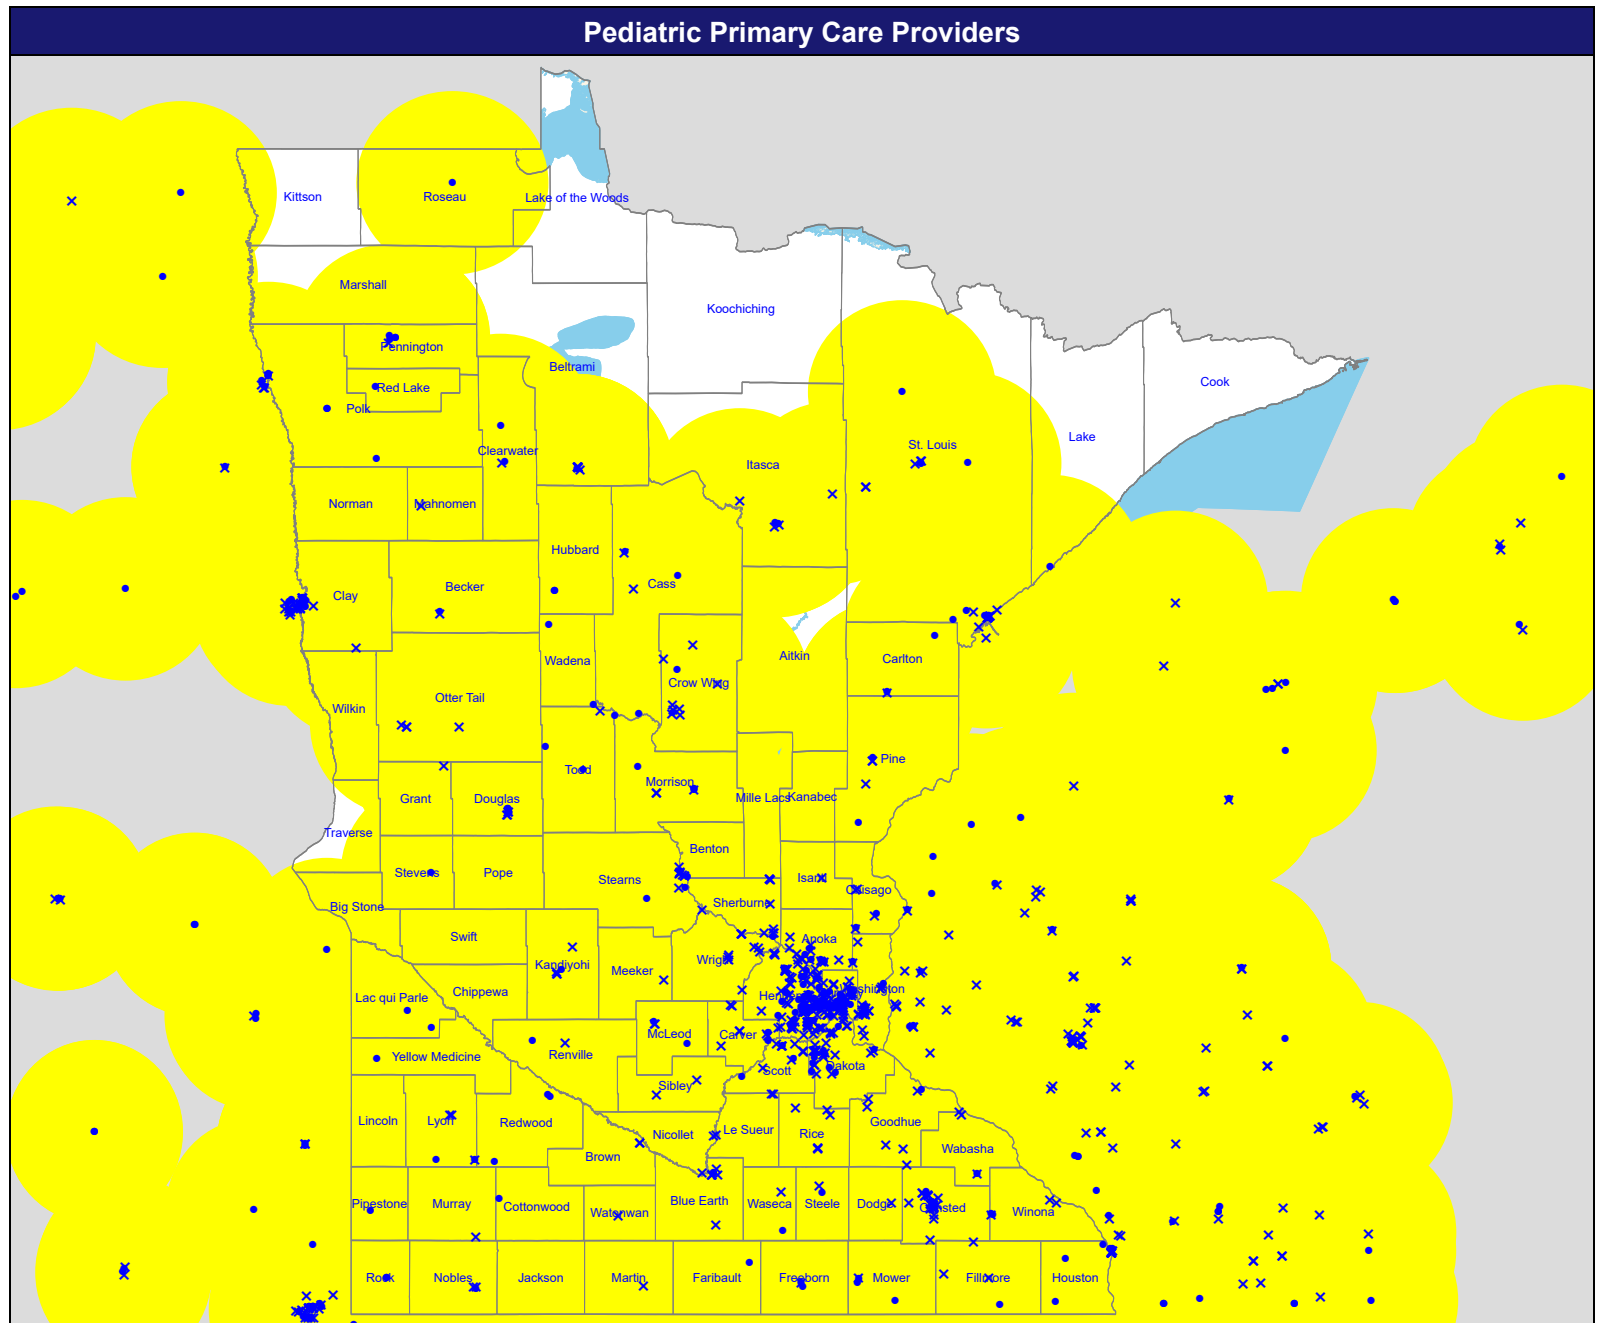 Pediatric Primary Care Providers
Kittson
Roseau
Lake of the Woods
Marshall
Koochiching
Pennington
Beltrami
Cook
Red Lake
Polk
Lake
St. Louis
Clearwater
Itasca
Norman
Mahnomen
Hubbard
Cass
Becker
Clay
Aitkin
Carlton
Wadena
Crow Wing
Otter Tail
Wilkin
Pine
Todd
Morrison
Mille Lacs
Kanabec
Grant
Douglas
Traverse
Benton
Stevens
Pope
Stearns
Isanti
Chisago
Sherburne
Big Stone
Swift
Anoka
Wright
Kandiyohi
Meeker
Chippewa
Washington
Lac qui Parle
McLeod
Carver
Yellow Medicine
Renville
Scott
Dakota
Sibley
Lincoln
Lyon
Redwood
Nicollet
Le Sueur
Rice
Goodhue
Brown
Wabasha
Pipestone
Murray
Cottonwood
Watonwan
Blue Earth
Waseca
Steele
Dodge
Olmsted
Winona
Rock
Nobles
Jackson
Martin
Faribault
Freeborn
Mower
Fillmore
Houston